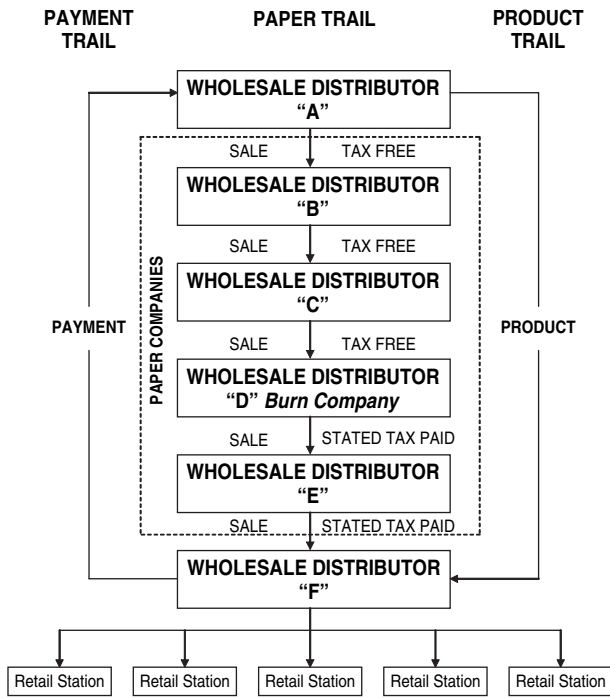 PAYMENT
TRAIL
PAPER TRAIL
PRODUCT
TRAIL
WHOLESALE DISTRIBUTOR
“A”
SALE TAX FREE
WHOLESALE DISTRIBUTOR
“B”
SALE TAX FREE
WHOLESALE DISTRIBUTOR
“C”
PAYMENT
PAPER COMPANIES
PRODUCT
SALE TAX FREE
WHOLESALE DISTRIBUTOR
“D” Burn Company
SALE STATED TAX PAID
WHOLESALE DISTRIBUTOR
“E”
SALE STATED TAX PAID
WHOLESALE DISTRIBUTOR
“F”
Retail Station Retail Station Retail Station Retail Station Retail Station